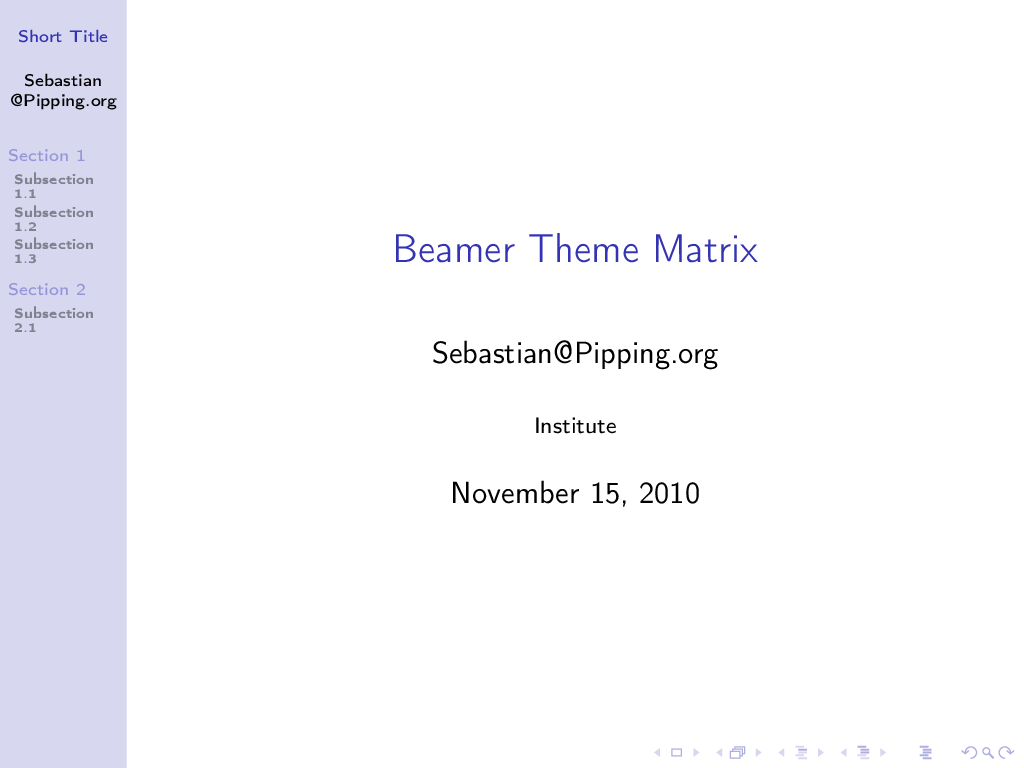 Short Title
Sebastian
@Pipping.org
Section 1
Subsection
1.1
Subsection
1.2
Subsection
1.3
Section 2
Subsection
2.1
Beamer Theme Matrix
Sebastian@Pipping.org
Institute
November 15, 2010